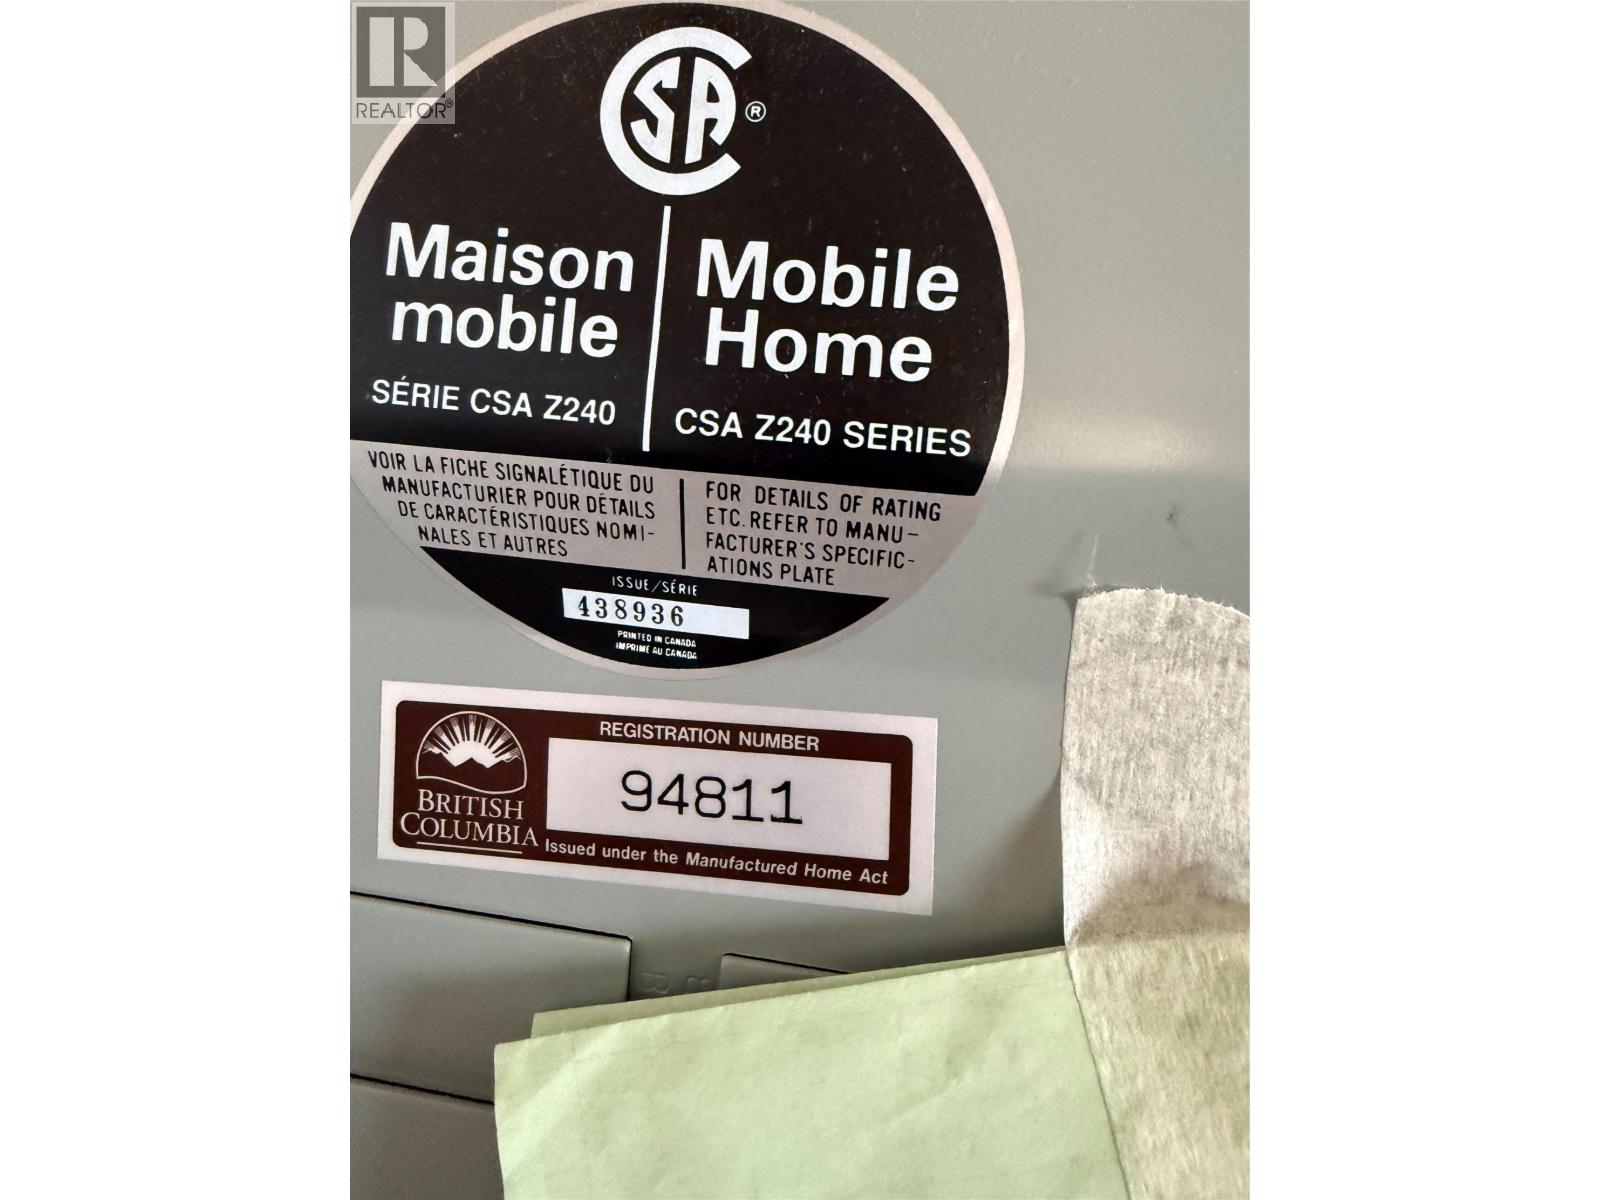 REALTOR®
CSA ®
Maison
mobile
SÉRIE CSA Z240
Mobile
Home
CSA Z240 SERIES
VOIR LA FICHE SIGNALÉTIQUE DU
MANUFACTURIER POUR DÉTAILS
DE CARACTÉRISTIQUES NOMI-
NALES ET AUTRES
FOR DETAILS OF RATING
ETC. REFER TO MANU-
FACTURER'S SPECIFIC-
ATIONS PLATE
ISSUE/SÉRIE
438936
PRINTED IN CANADA
IMPRIMÉ AU CANADA
BRITISH
COLUMBIA
REGISTRATION NUMBER
94811
Issued under the Manufactured Home Act